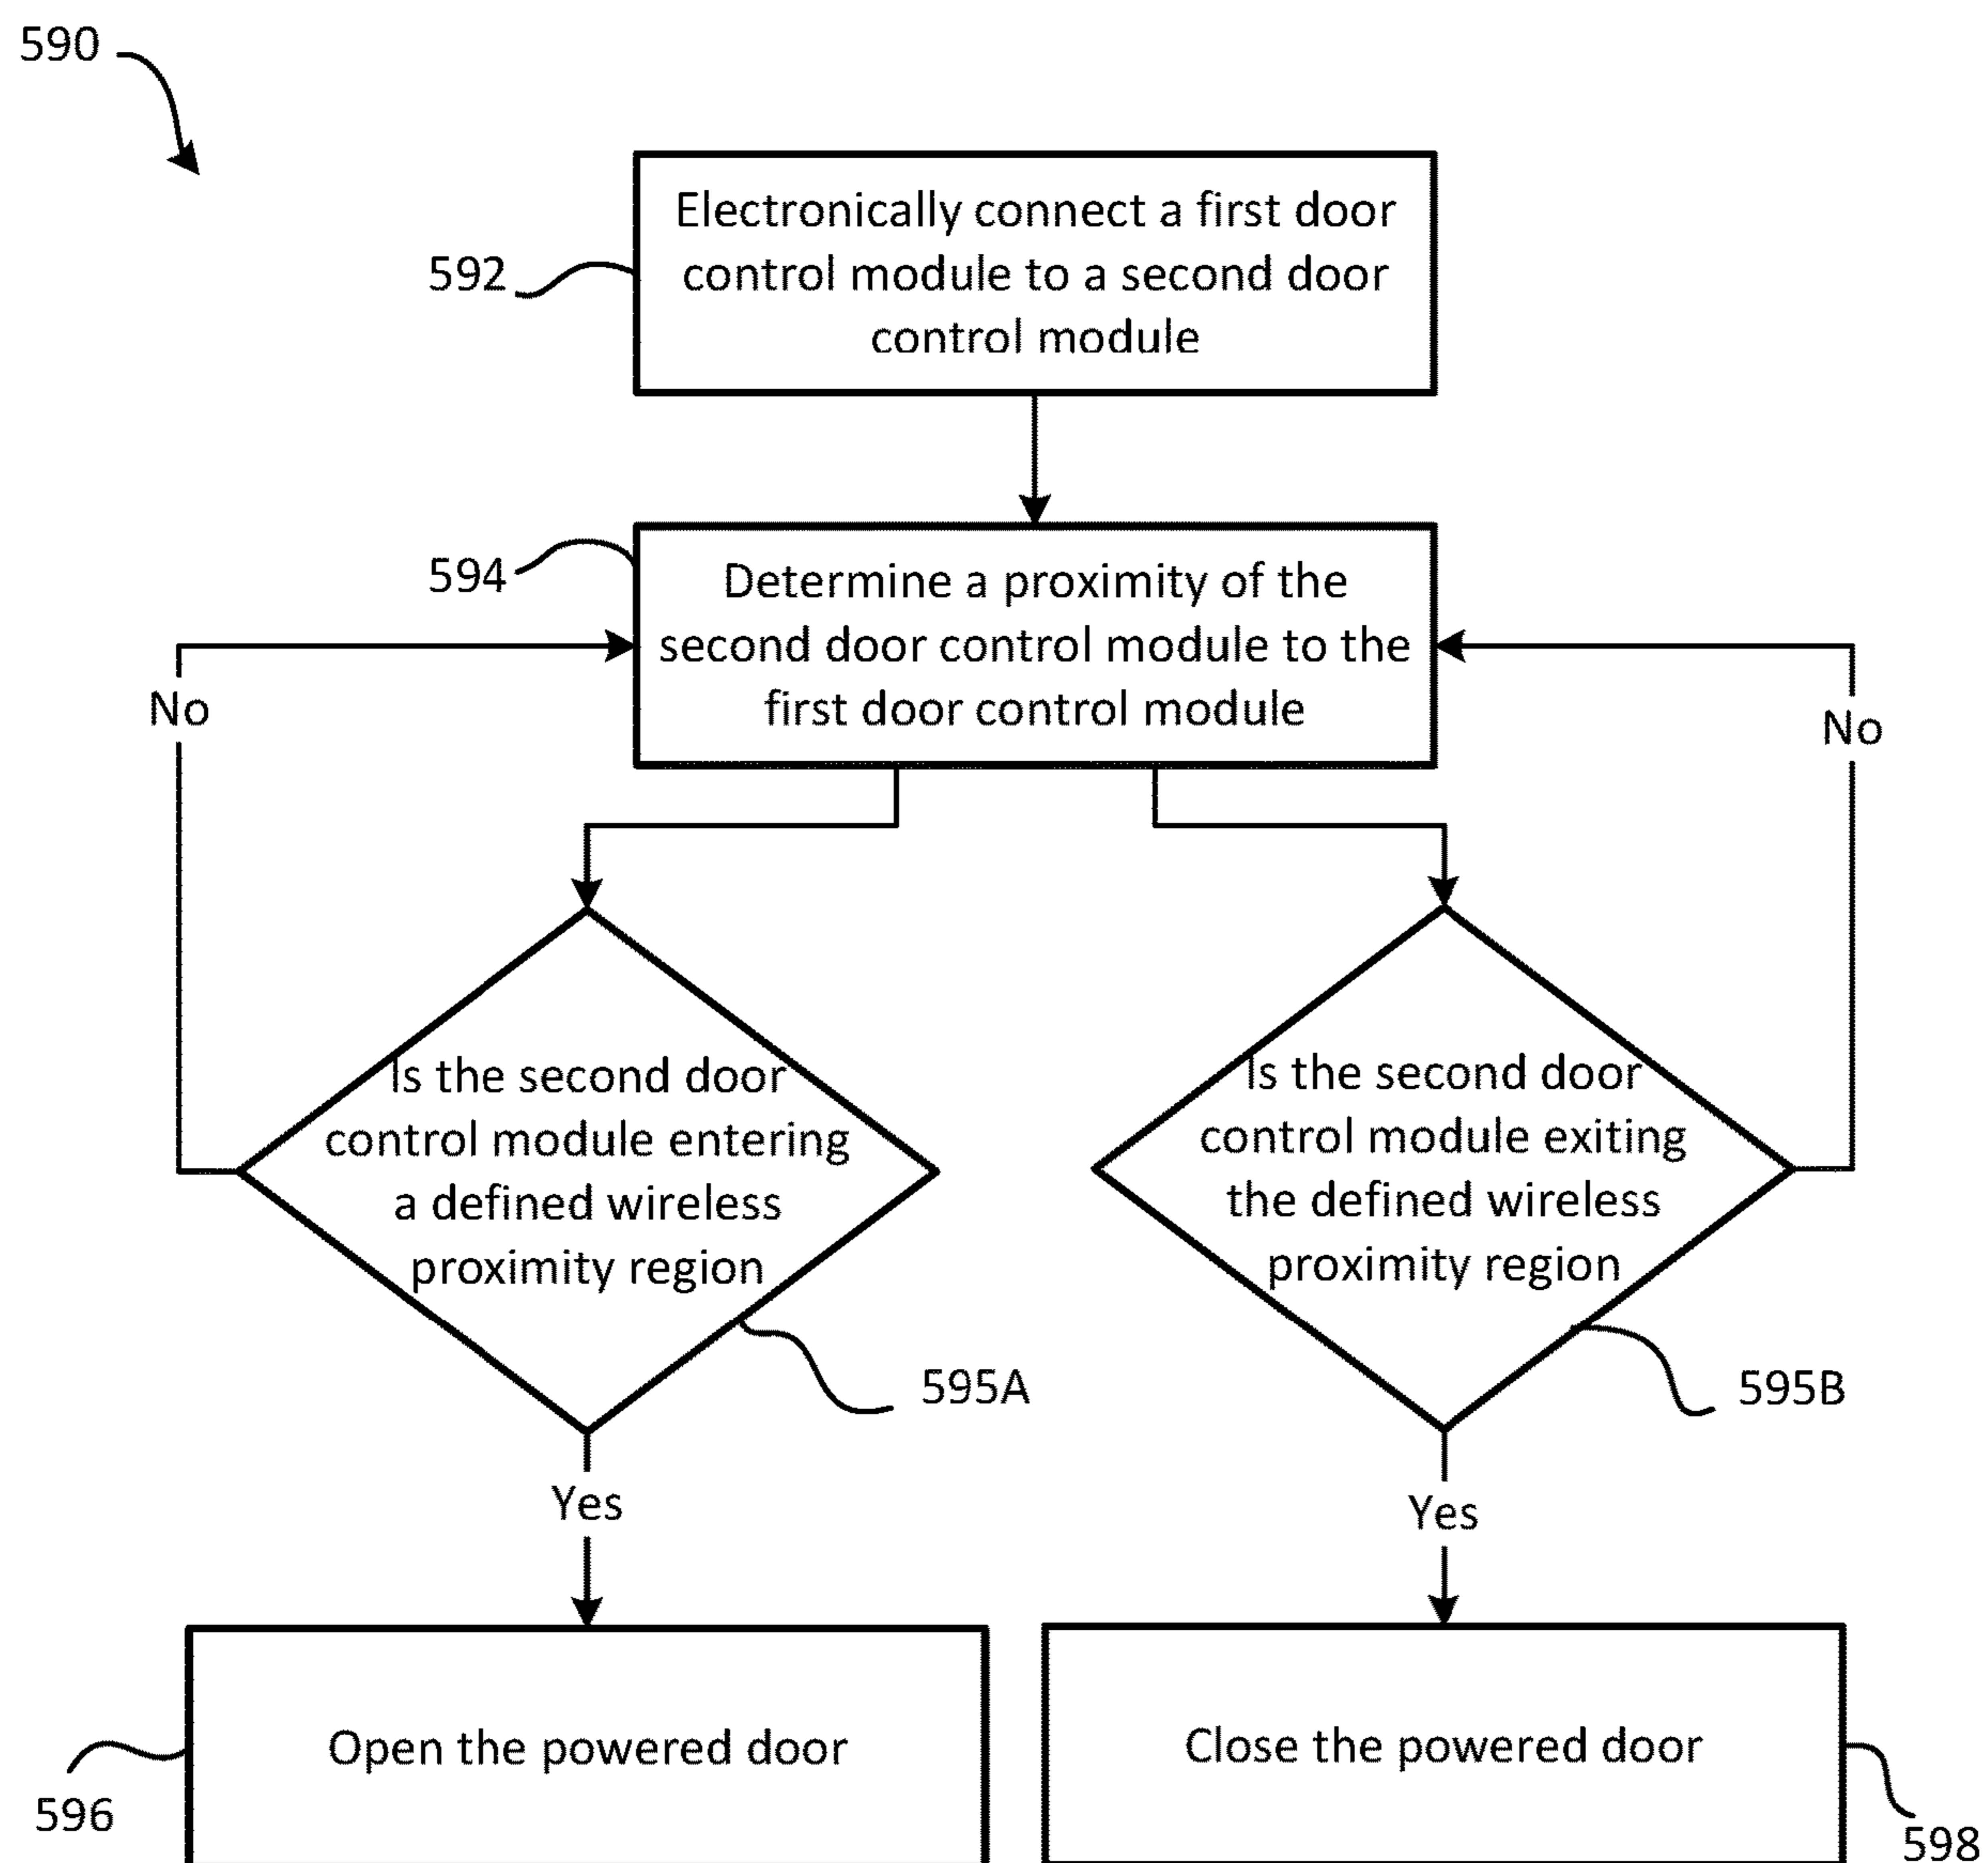 590
Electronically connect a first door
control module to a second door
control module
592
594
Determine a proximity of the
second door control module to the
first door control module
No
No
Is the second door
control module entering
a defined wireless
proximity region
Is the second door
control module exiting
the defined wireless
proximity region
595A
595B
Yes
Yes
Open the powered door
Close the powered door
596
598